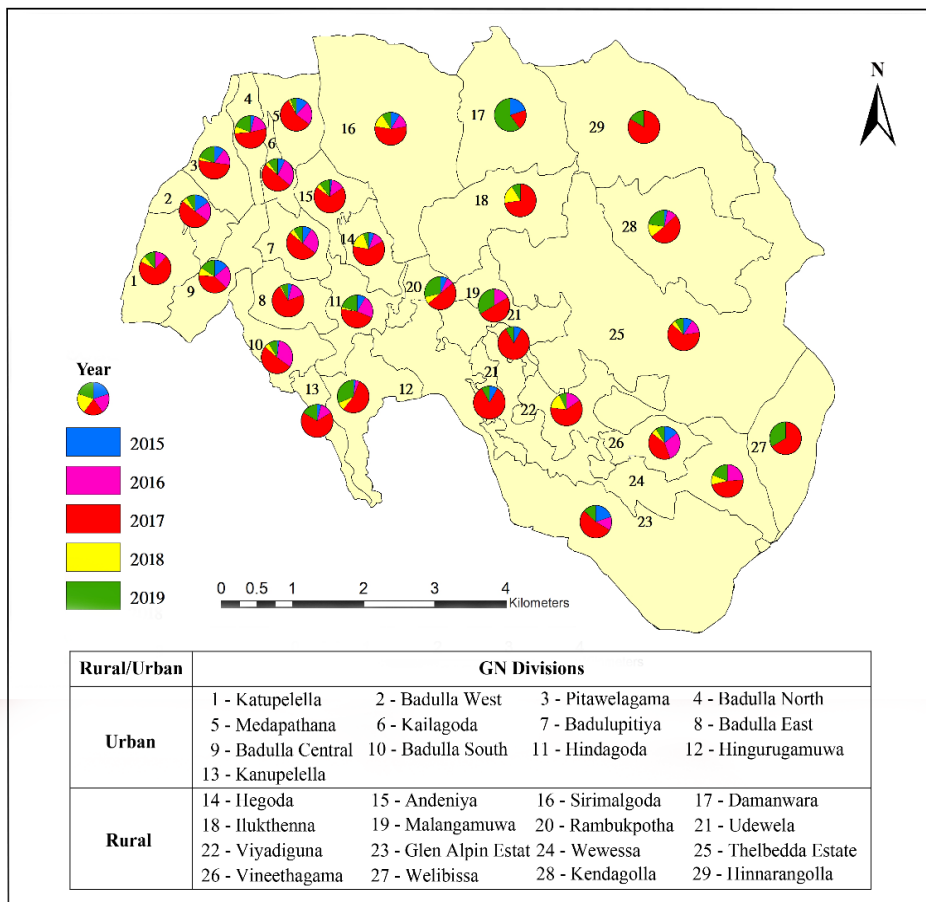 N
4
5
6
16
17
29
3
2
15
18
28
7
14
1
9
8
11
20
19
21
25
10
21
13
12
22
26
27
24
23
Year
2015
2016
2017
2018
2019
0 0.5 1 2 3 4
Kilometers
Rural/Urban GN Divisions
Urban
1 - Katupelella 2 - Badulla West 3 - Pitawelagama 4 - Badulla North
5 - Medapathana 6 - Kailagoda 7 - Badulupitiya 8 - Badulla East
9 - Badulla Central 10 - Badulla South 11 - Hindagoda 12 - Hingurugamuwa
13 - Kanupelella
Rural
14 - Hegoda 15 - Andeniya 16 - Sirimalgoda 17 - Damanwara
18 - Ilukthenna 19 - Malangamuwa 20 - Rambukpotha 21 - Udewela
22 - Viyadiguna 23 - Glen Alpin Estat 24 - Wewessa 25 - Thelbedda Estate
26 - Vineethagama 27 - Welibissa 28 - Kendagolla 29 - Hinnarangolla